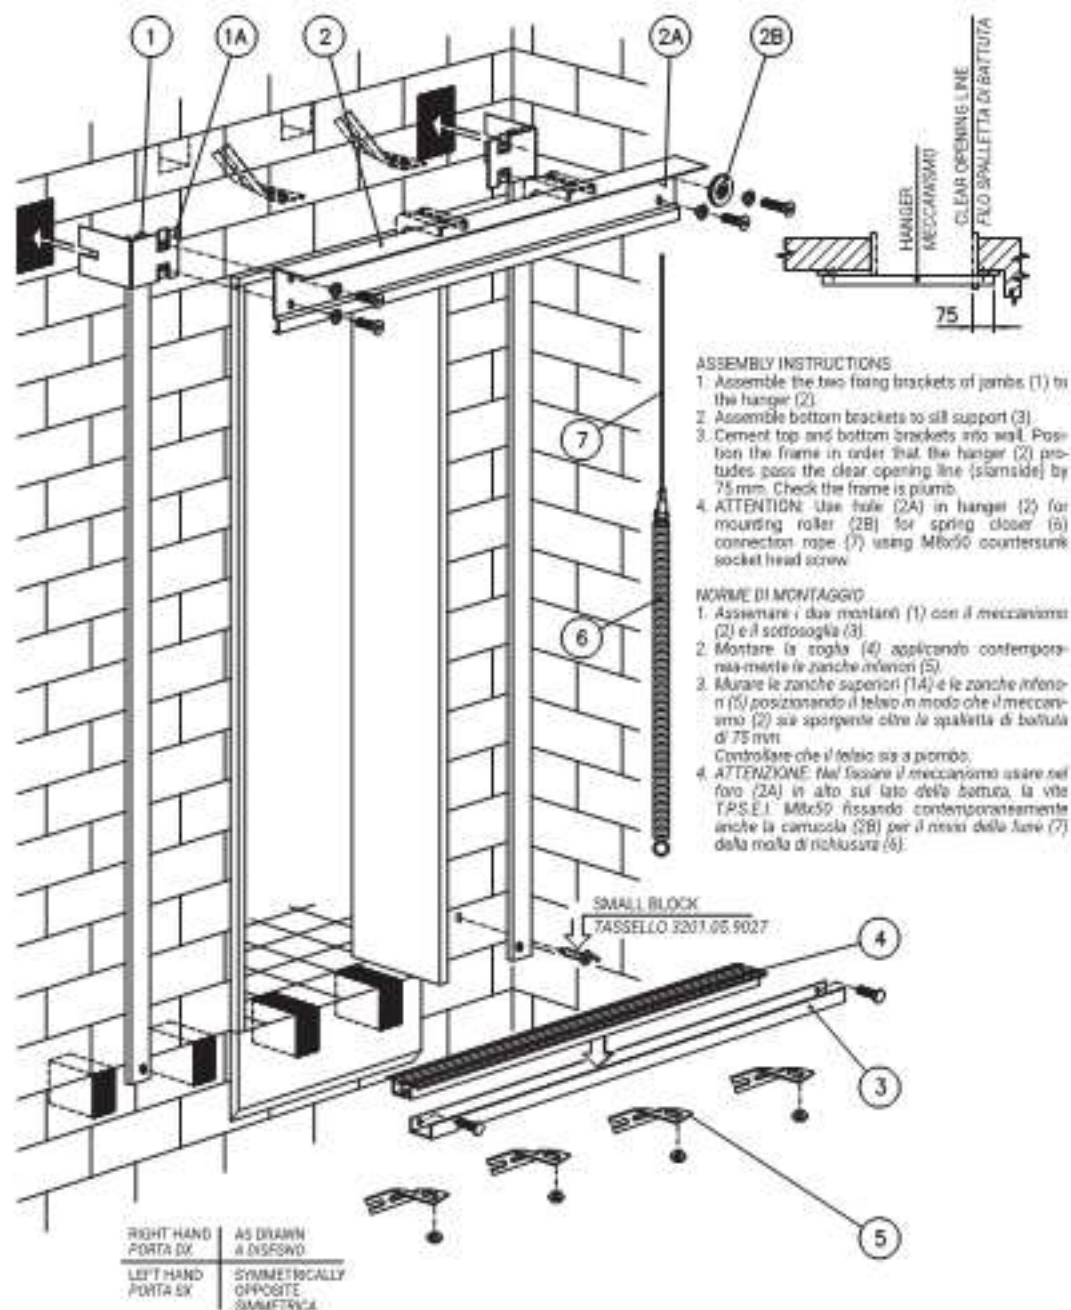 1
1A
2
2A
2B
HANGER
MECCANISMO
CLEAR OPENING LINE
FILO SPALLETTA DI BATTUTA
75
ASSEMBLY INSTRUCTIONS
1. Assemble the two fixing brackets of jambs (1) to
the hanger (2).
2. Assemble bottom brackets to sill support (3).
3. Cement top and bottom brackets into wall. Posi-
tion the frame in order that the hanger (2) pro-
tudes pass the clear opening line (slamside) by
75 mm. Check the frame is plumb.
4. ATTENTION: Use hole (2A) in hanger (2) for
mounting roller (2B) for spring closer (6)
connection rope (7) using M8x50 countersunk
socket head screw.
NORME DI MONTAGGIO
1. Assiemare i due montanti (1) con il meccanismo
(2) e il sottosoglia (3).
2. Montare la soglia (4) applicando contempora-
nea-mente le zanche inferiori (5).
3. Murare le zanche superiori (1A) e le zanche inferio-
ri (5) posizionando il telaio in modo che il meccani-
smo (2) sia sporgente oltre la spalletta di battuta
di 75 mm.
Controllare che il telaio sia a piombo.
4. ATTENZIONE: Nel fissare il meccanismo usare nel
foro (2A) in alto sul lato della battuta, la vite
T.P.S.E.I. M8x50 fissando contemporaneamente
anche la carrucola (2B) per il rinvio della fune (7)
della molla di richiusura (6).
7
6
SMALL BLOCK
TASSELLO 3201.05.9027
4
3
5
RIGHT HAND AS DRAWN
PORTA DX A DISEGNO
LEFT HAND SYMMETRICALLY
PORTA SX OPPOSITE
SIMMETRICA